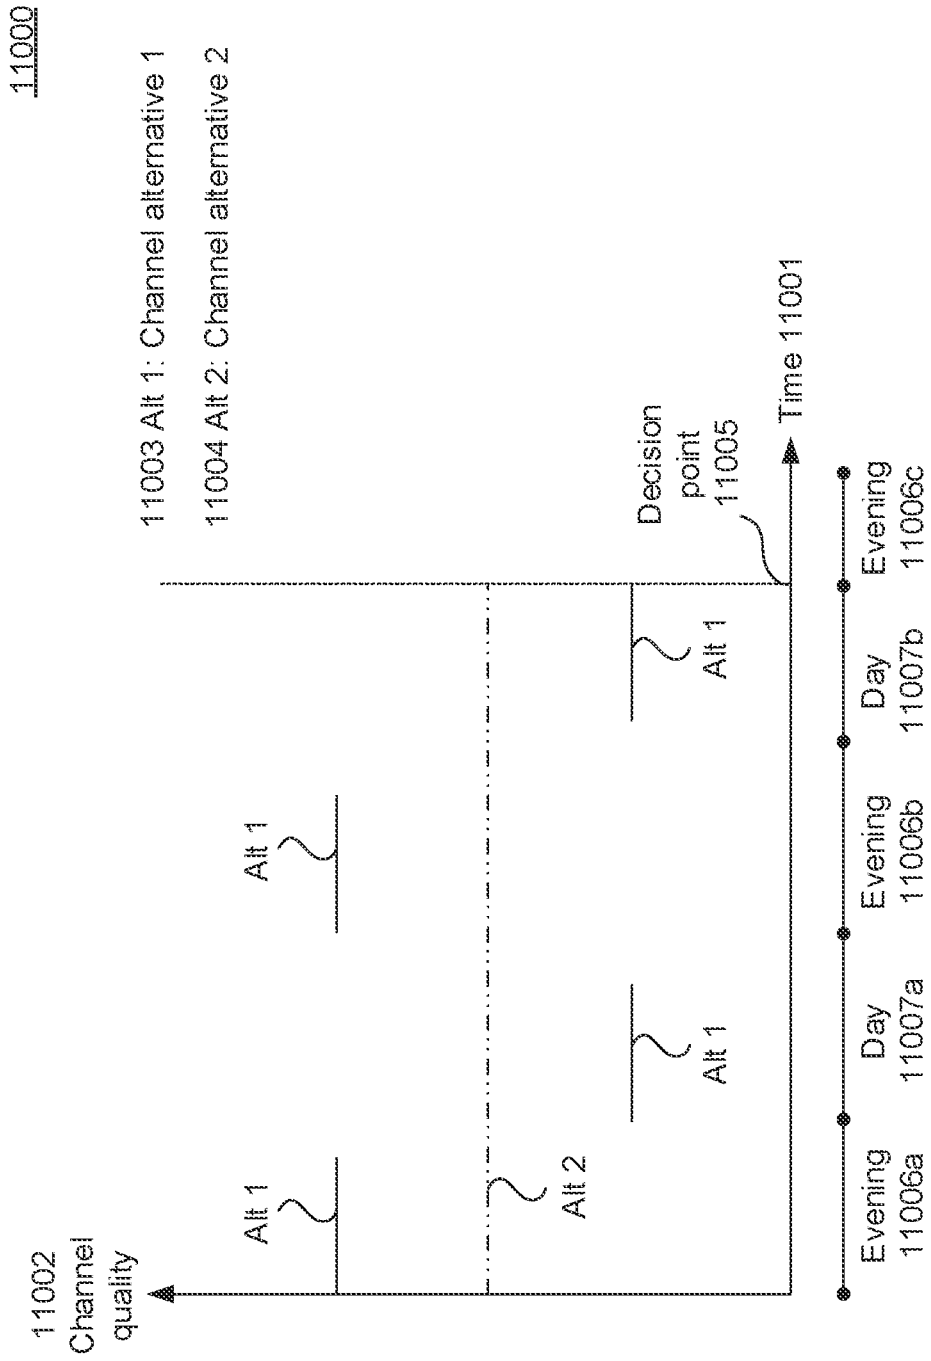 11000
11003 Alt 1: Channel alternative 1
11004 Alt 2: Channel alternative 2
11002
Channel
quality
Alt 1
Alt 1
Alt 2
Alt 1
Alt 1
Decision
point
11005
Time 11001
Evening
11006a
Day
11007a
Evening
11006b
Day
11007b
Evening
11006c